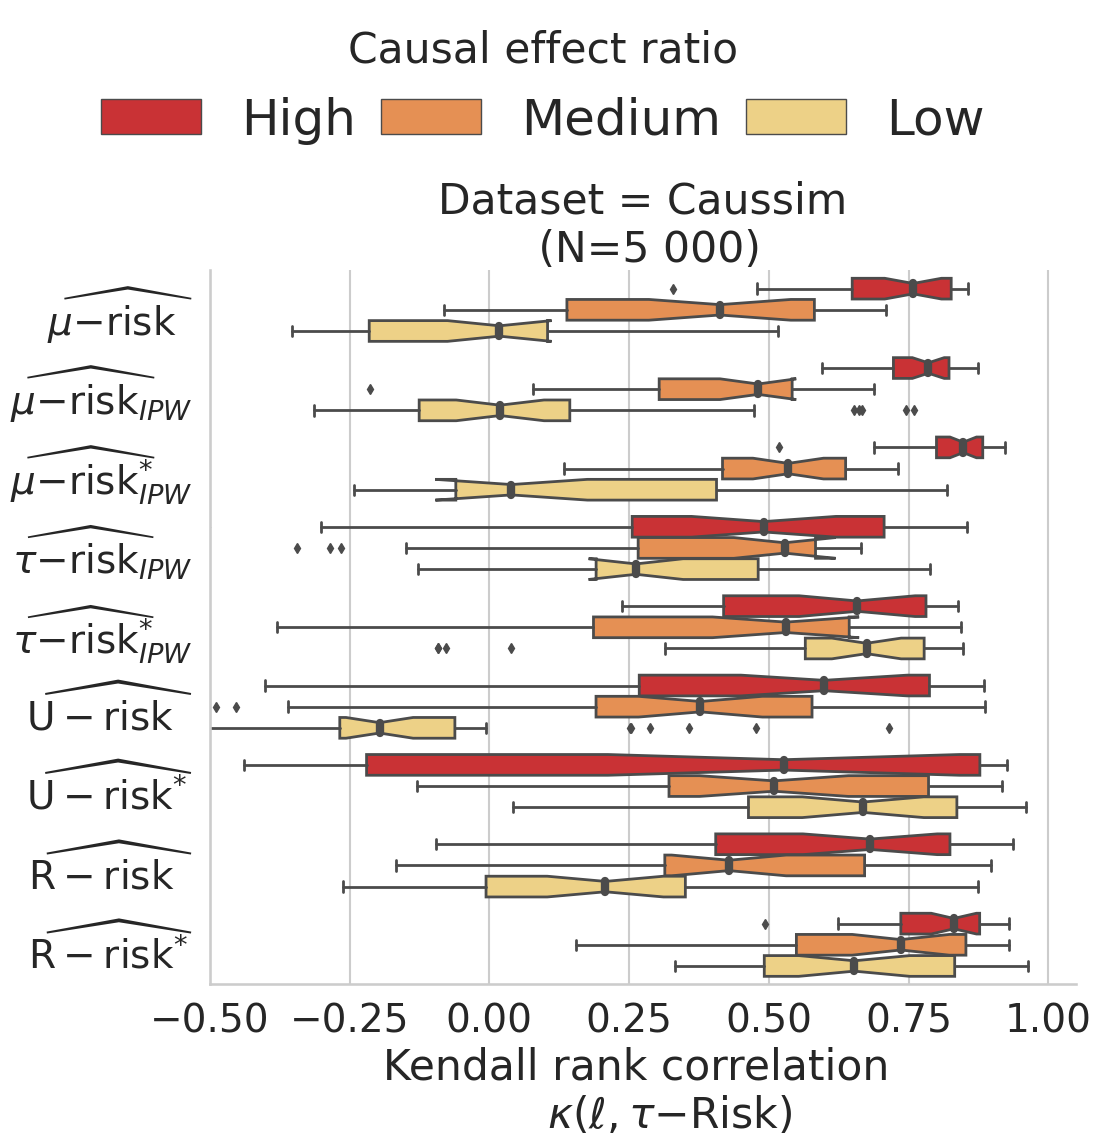 Causal effect ratio
High Medium Low
Dataset = Caussim
(N=5 000)
μ−risk
μ−risk_IPW
μ−risk*_IPW
τ−risk_IPW
τ−risk*_IPW
U − risk
U − risk*
R − risk
R − risk*
−0.50 −0.25 0.00 0.25 0.50 0.75 1.00
Kendall rank correlation
κ(ℓ, τ−Risk)